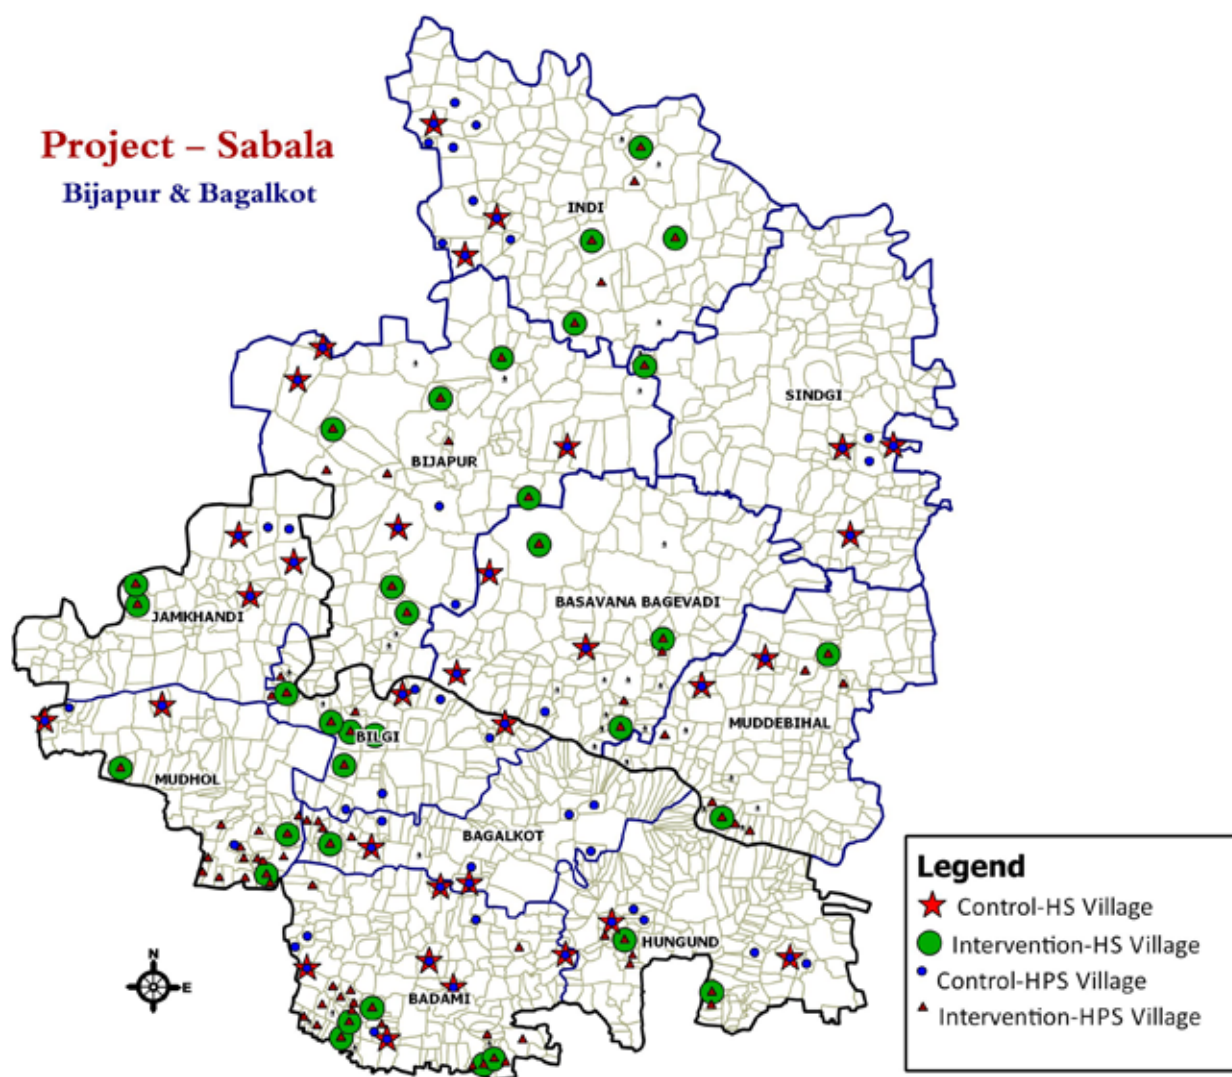 Project – Sabala
Bijapur & Bagalkot
INDI
SINDGI
BIJAPUR
BASAVANA BAGEVADI
JAMKHANDI
MUDDEBIHAL
BILGI
MUDHOL
BAGALKOT
HUNGUND
BADAMI
N
E
S
Legend
Control-HS Village
Intervention-HS Village
Control-HPS Village
Intervention-HPS Village